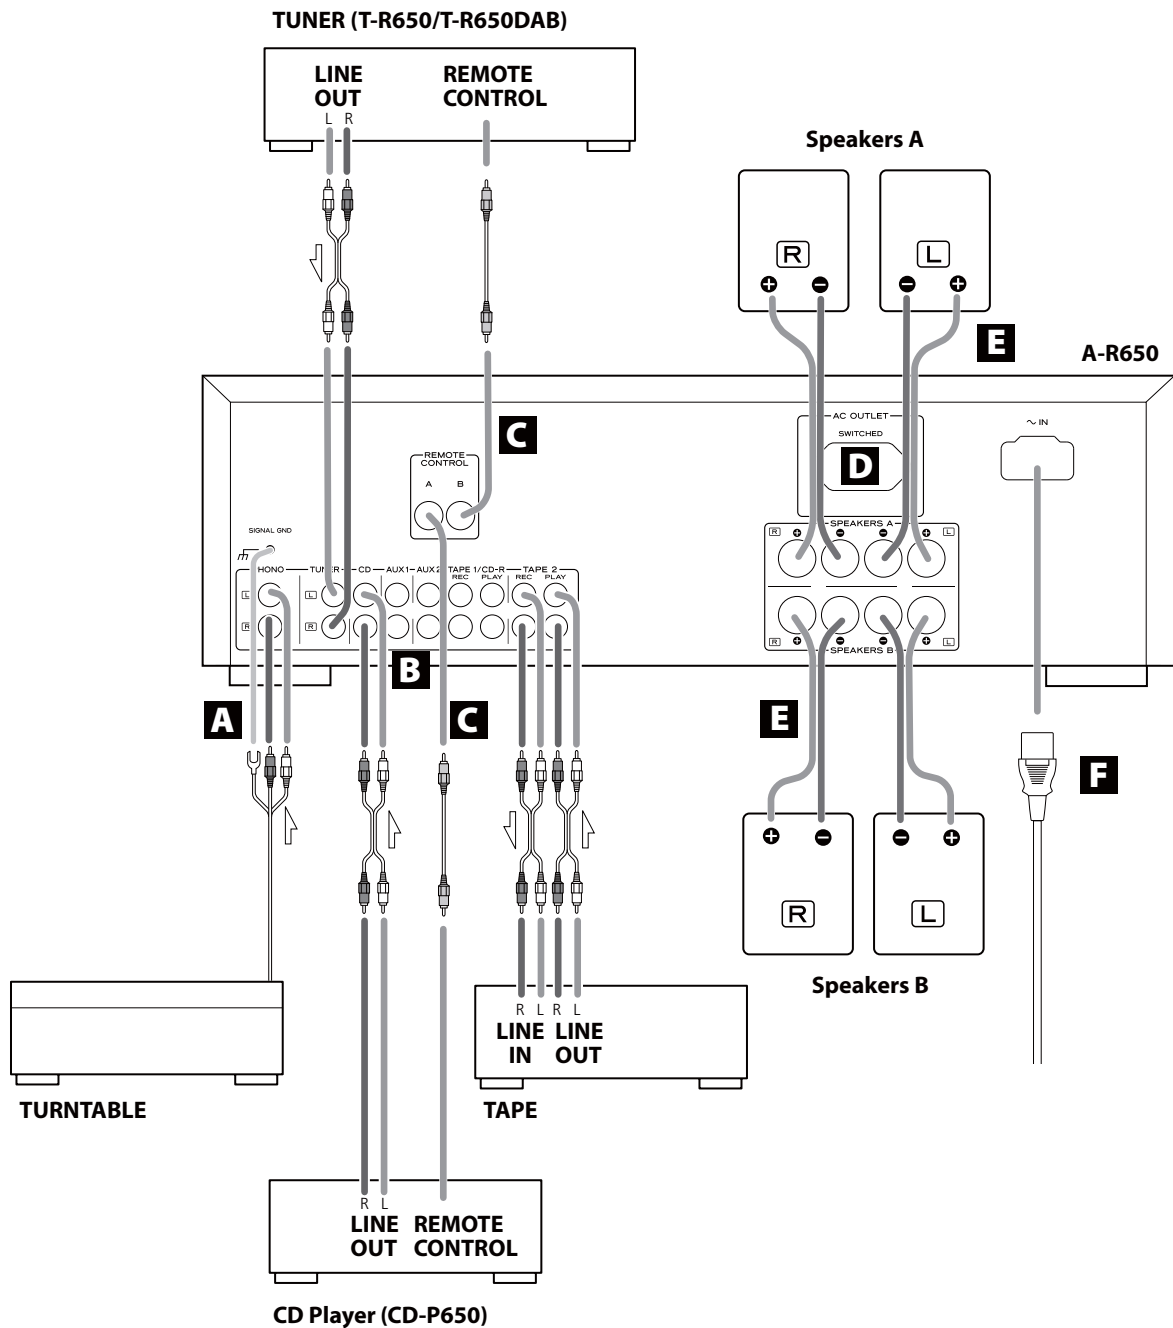 TUNER (T-R650/T-R650DAB)
LINE OUT
REMOTE CONTROL
L R
Speakers A
R
L
E
A-R650
C
AC OUTLET
SWITCHED
D
∼ IN
REMOTE CONTROL
A B
SIGNAL GND
SPEAKERS A
R
L
PHONO TUNER CD AUX1 AUX2 TAPE 1/CD-R TAPE 2
REC PLAY REC PLAY
L L
R R
R
L
SPEAKERS B
A
B
C
E
F
R
L
Speakers B
R L R L
LINE IN
LINE OUT
TAPE
TURNTABLE
R L
LINE OUT
REMOTE CONTROL
CD Player (CD-P650)